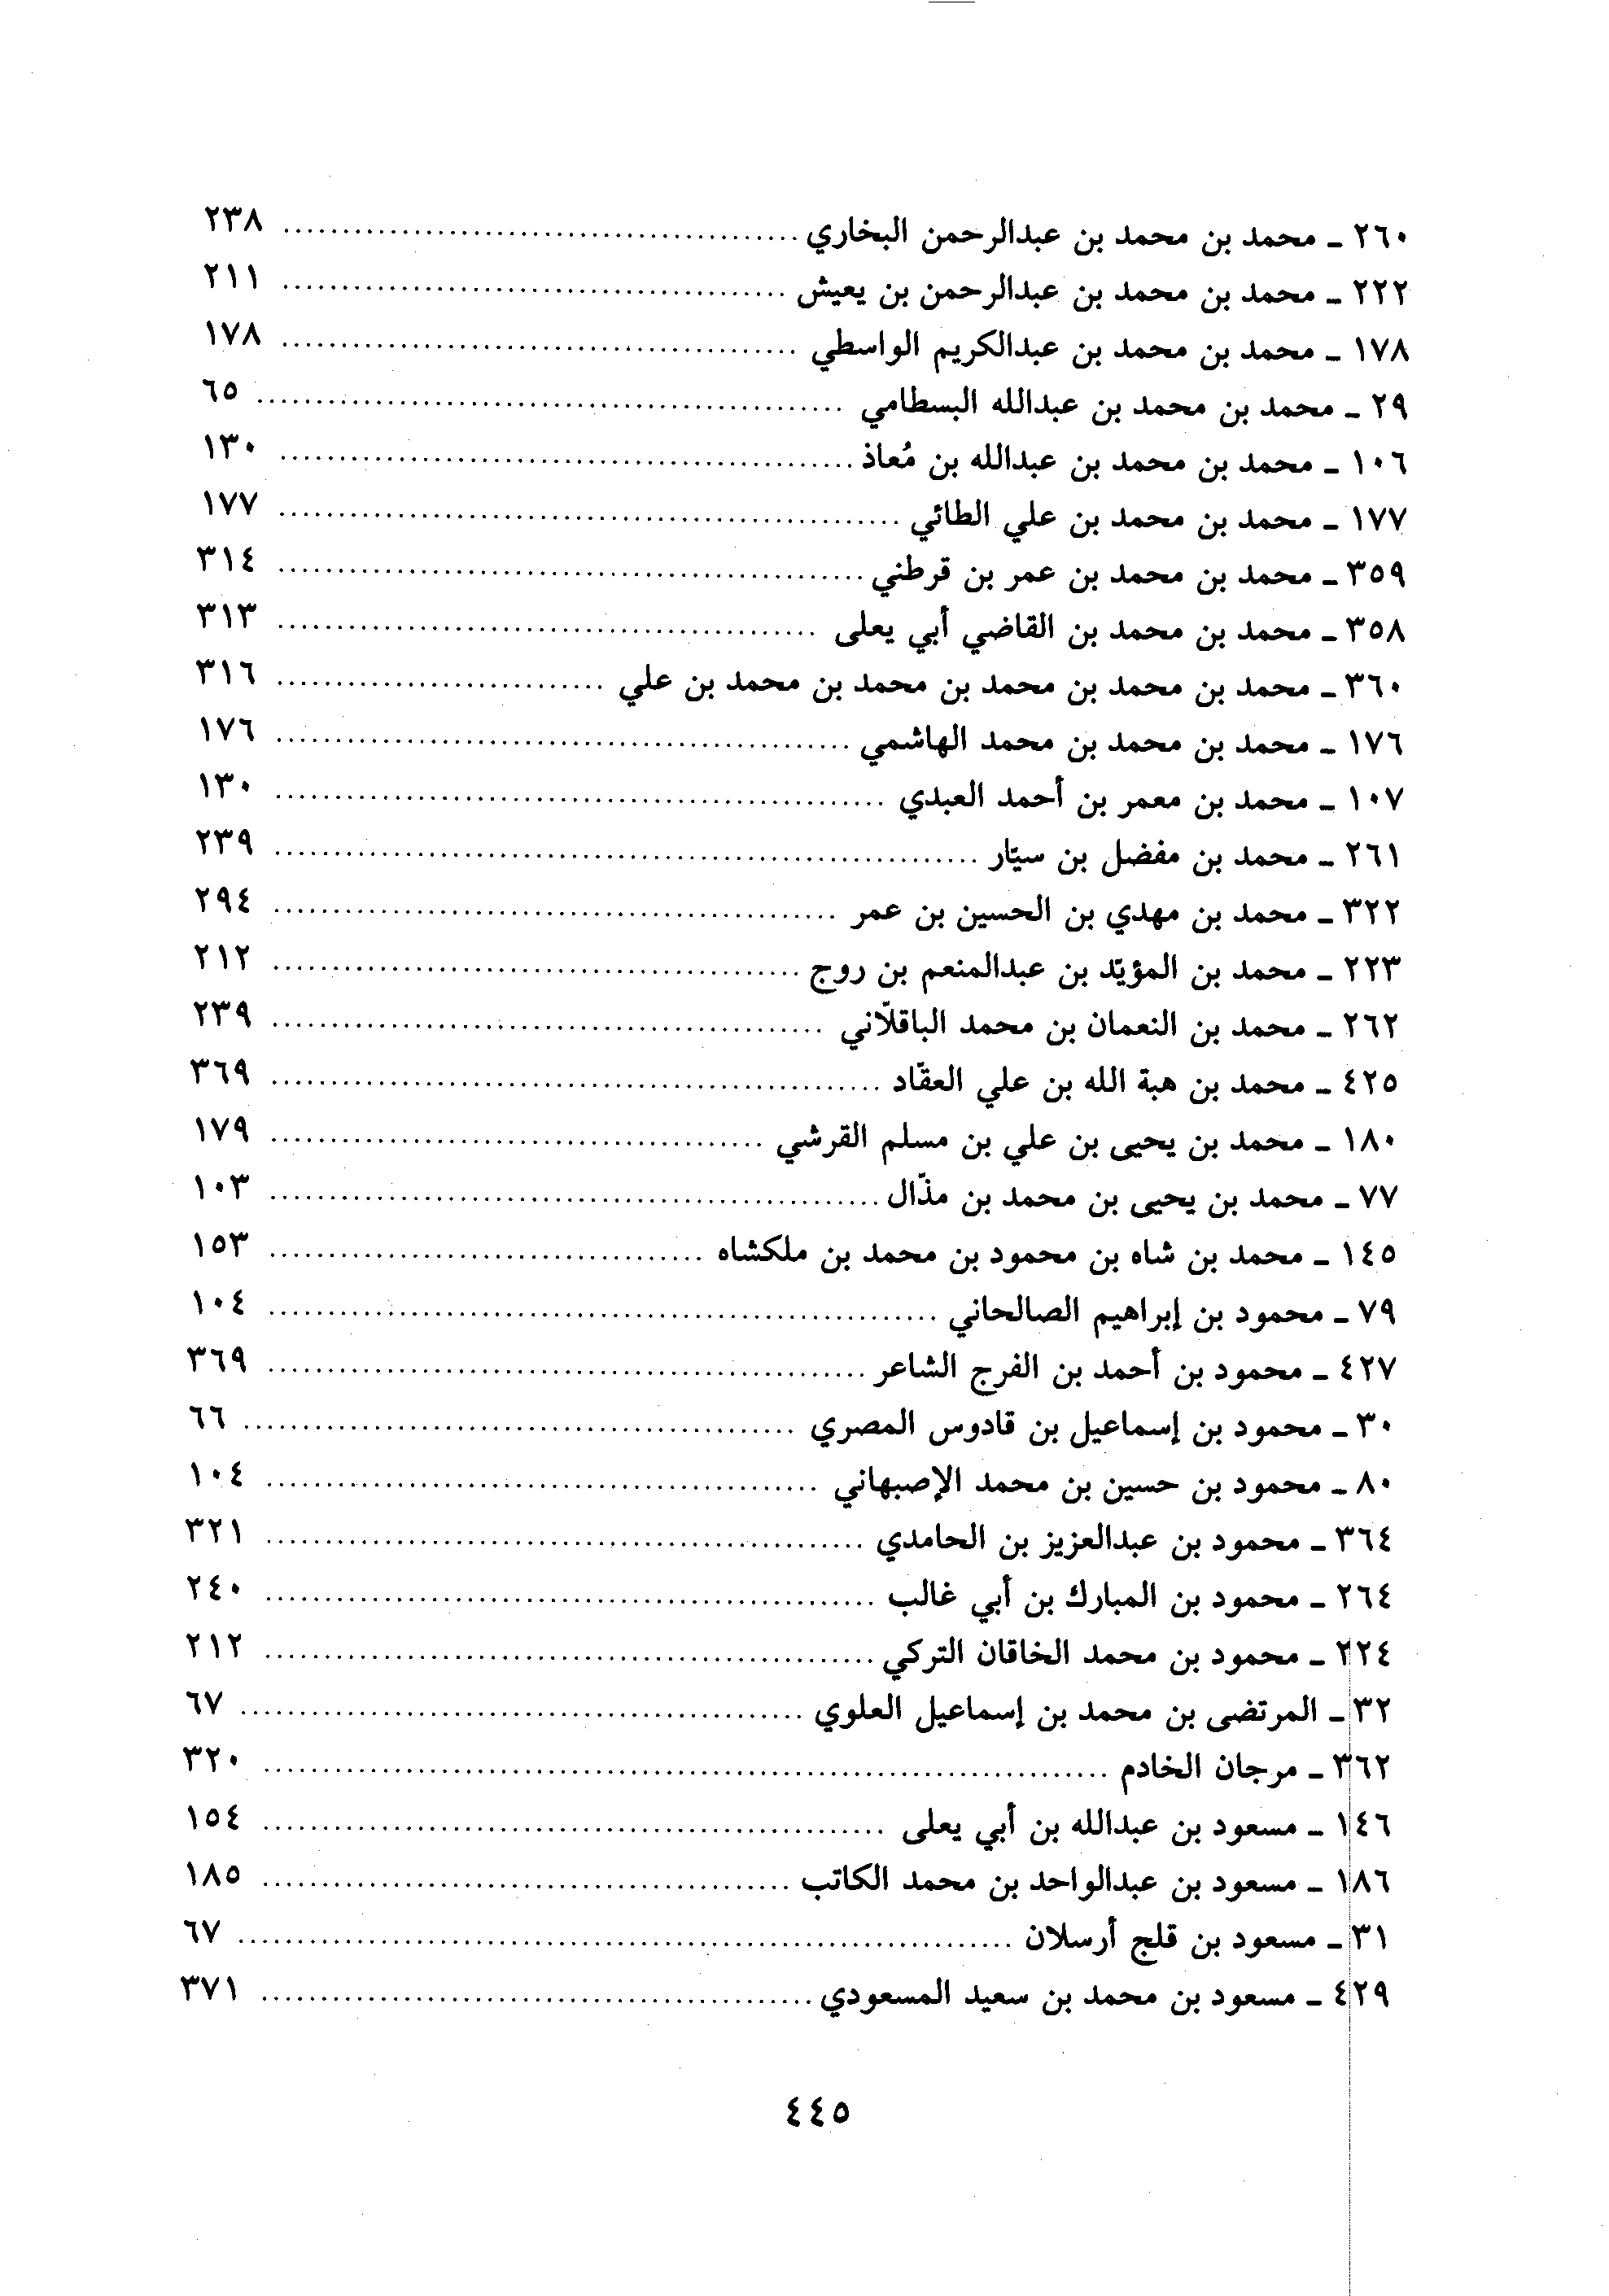 ٢٦٠ ـ محمد بن محمد بن عبدالرحمن البخاري ........ ٢٣٨
٢٢٢ ـ محمد بن محمد بن عبدالرحمن بن يعيش ........ ٢١١
١٧٨ ـ محمد بن محمد بن عبدالكريم الواسطي ........ ١٧٨
٢٩ ـ محمد بن محمد بن عبدالله البسطامي ........ ٦٥
١٠٦ ـ محمد بن محمد بن عبدالله بن مُعاذ ........ ١٣٠
١٧٧ ـ محمد بن محمد بن علي الطائي ........ ١٧٧
٣٥٩ ـ محمد بن محمد بن عمر بن قرطني ........ ٣١٤
٣٥٨ ـ محمد بن محمد بن القاضي أبي يعلى ........ ٣١٣
٣٦٠ ـ محمد بن محمد بن محمد بن محمد بن محمد بن علي ........ ٣١٦
١٧٦ ـ محمد بن محمد بن محمد الهاشمي ........ ١٧٦
١٠٧ ـ محمد بن معمر بن أحمد العبدي ........ ١٣٠
٢٦١ ـ محمد بن مفضل بن سيّار ........ ٢٣٩
٣٢٢ ـ محمد بن مهدي بن الحسين بن عمر ........ ٢٩٤
٢٢٣ ـ محمد بن المؤيّد بن عبدالمنعم بن روح ........ ٢١٢
٢٦٢ ـ محمد بن النعمان بن محمد الباقلّاني ........ ٢٣٩
٤٢٥ ـ محمد بن هبة الله بن علي العقّاد ........ ٣٦٩
١٨٠ ـ محمد بن يحيى بن علي بن مسلم القرشي ........ ١٧٩
٧٧ ـ محمد بن يحيى بن محمد بن مذّال ........ ١٠٣
١٤٥ ـ محمد بن شاه بن محمود بن محمد بن ملكشاه ........ ١٥٣
٧٩ ـ محمود بن إبراهيم الصالحاني ........ ١٠٤
٤٢٧ ـ محمود بن أحمد بن الفرج الشاعر ........ ٣٦٩
٣٠ ـ محمود بن إسماعيل بن قادوس المصري ........ ٦٦
٨٠ ـ محمود بن حسين بن محمد الإصبهاني ........ ١٠٤
٣٦٤ ـ محمود بن عبدالعزيز بن الحامدي ........ ٣٢١
٢٦٤ ـ محمود بن المبارك بن أبي غالب ........ ٢٤٠
٢٢٤ ـ محمود بن محمد الخاقان التركي ........ ٢١٢
٣٢ ـ المرتضى بن محمد بن إسماعيل العلوي ........ ٦٧
٣٦٢ ـ مرجان الخادم ........ ٣٢٠
١٤٦ ـ مسعود بن عبدالله بن أبي يعلى ........ ١٥٤
١٨٦ ـ مسعود بن عبدالواحد بن محمد الكاتب ........ ١٨٥
٣١ ـ مسعود بن قلج أرسلان ........ ٦٧
٤٢٩ ـ مسعود بن محمد بن سعيد المسعودي ........ ٣٧١
٤٤٥